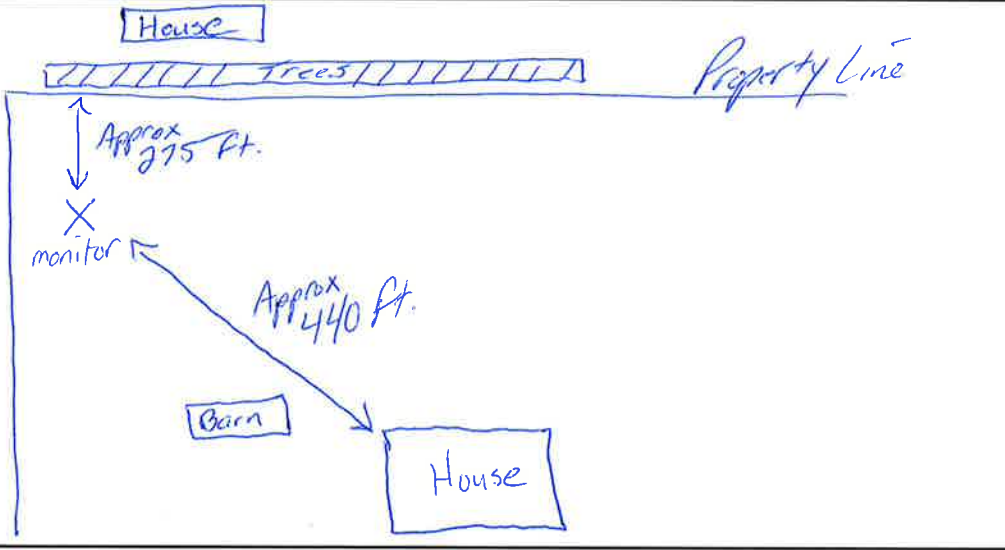 House
Trees
Property Line
Approx
275 ft.
X
monitor
Approx
440 ft.
Barn
House